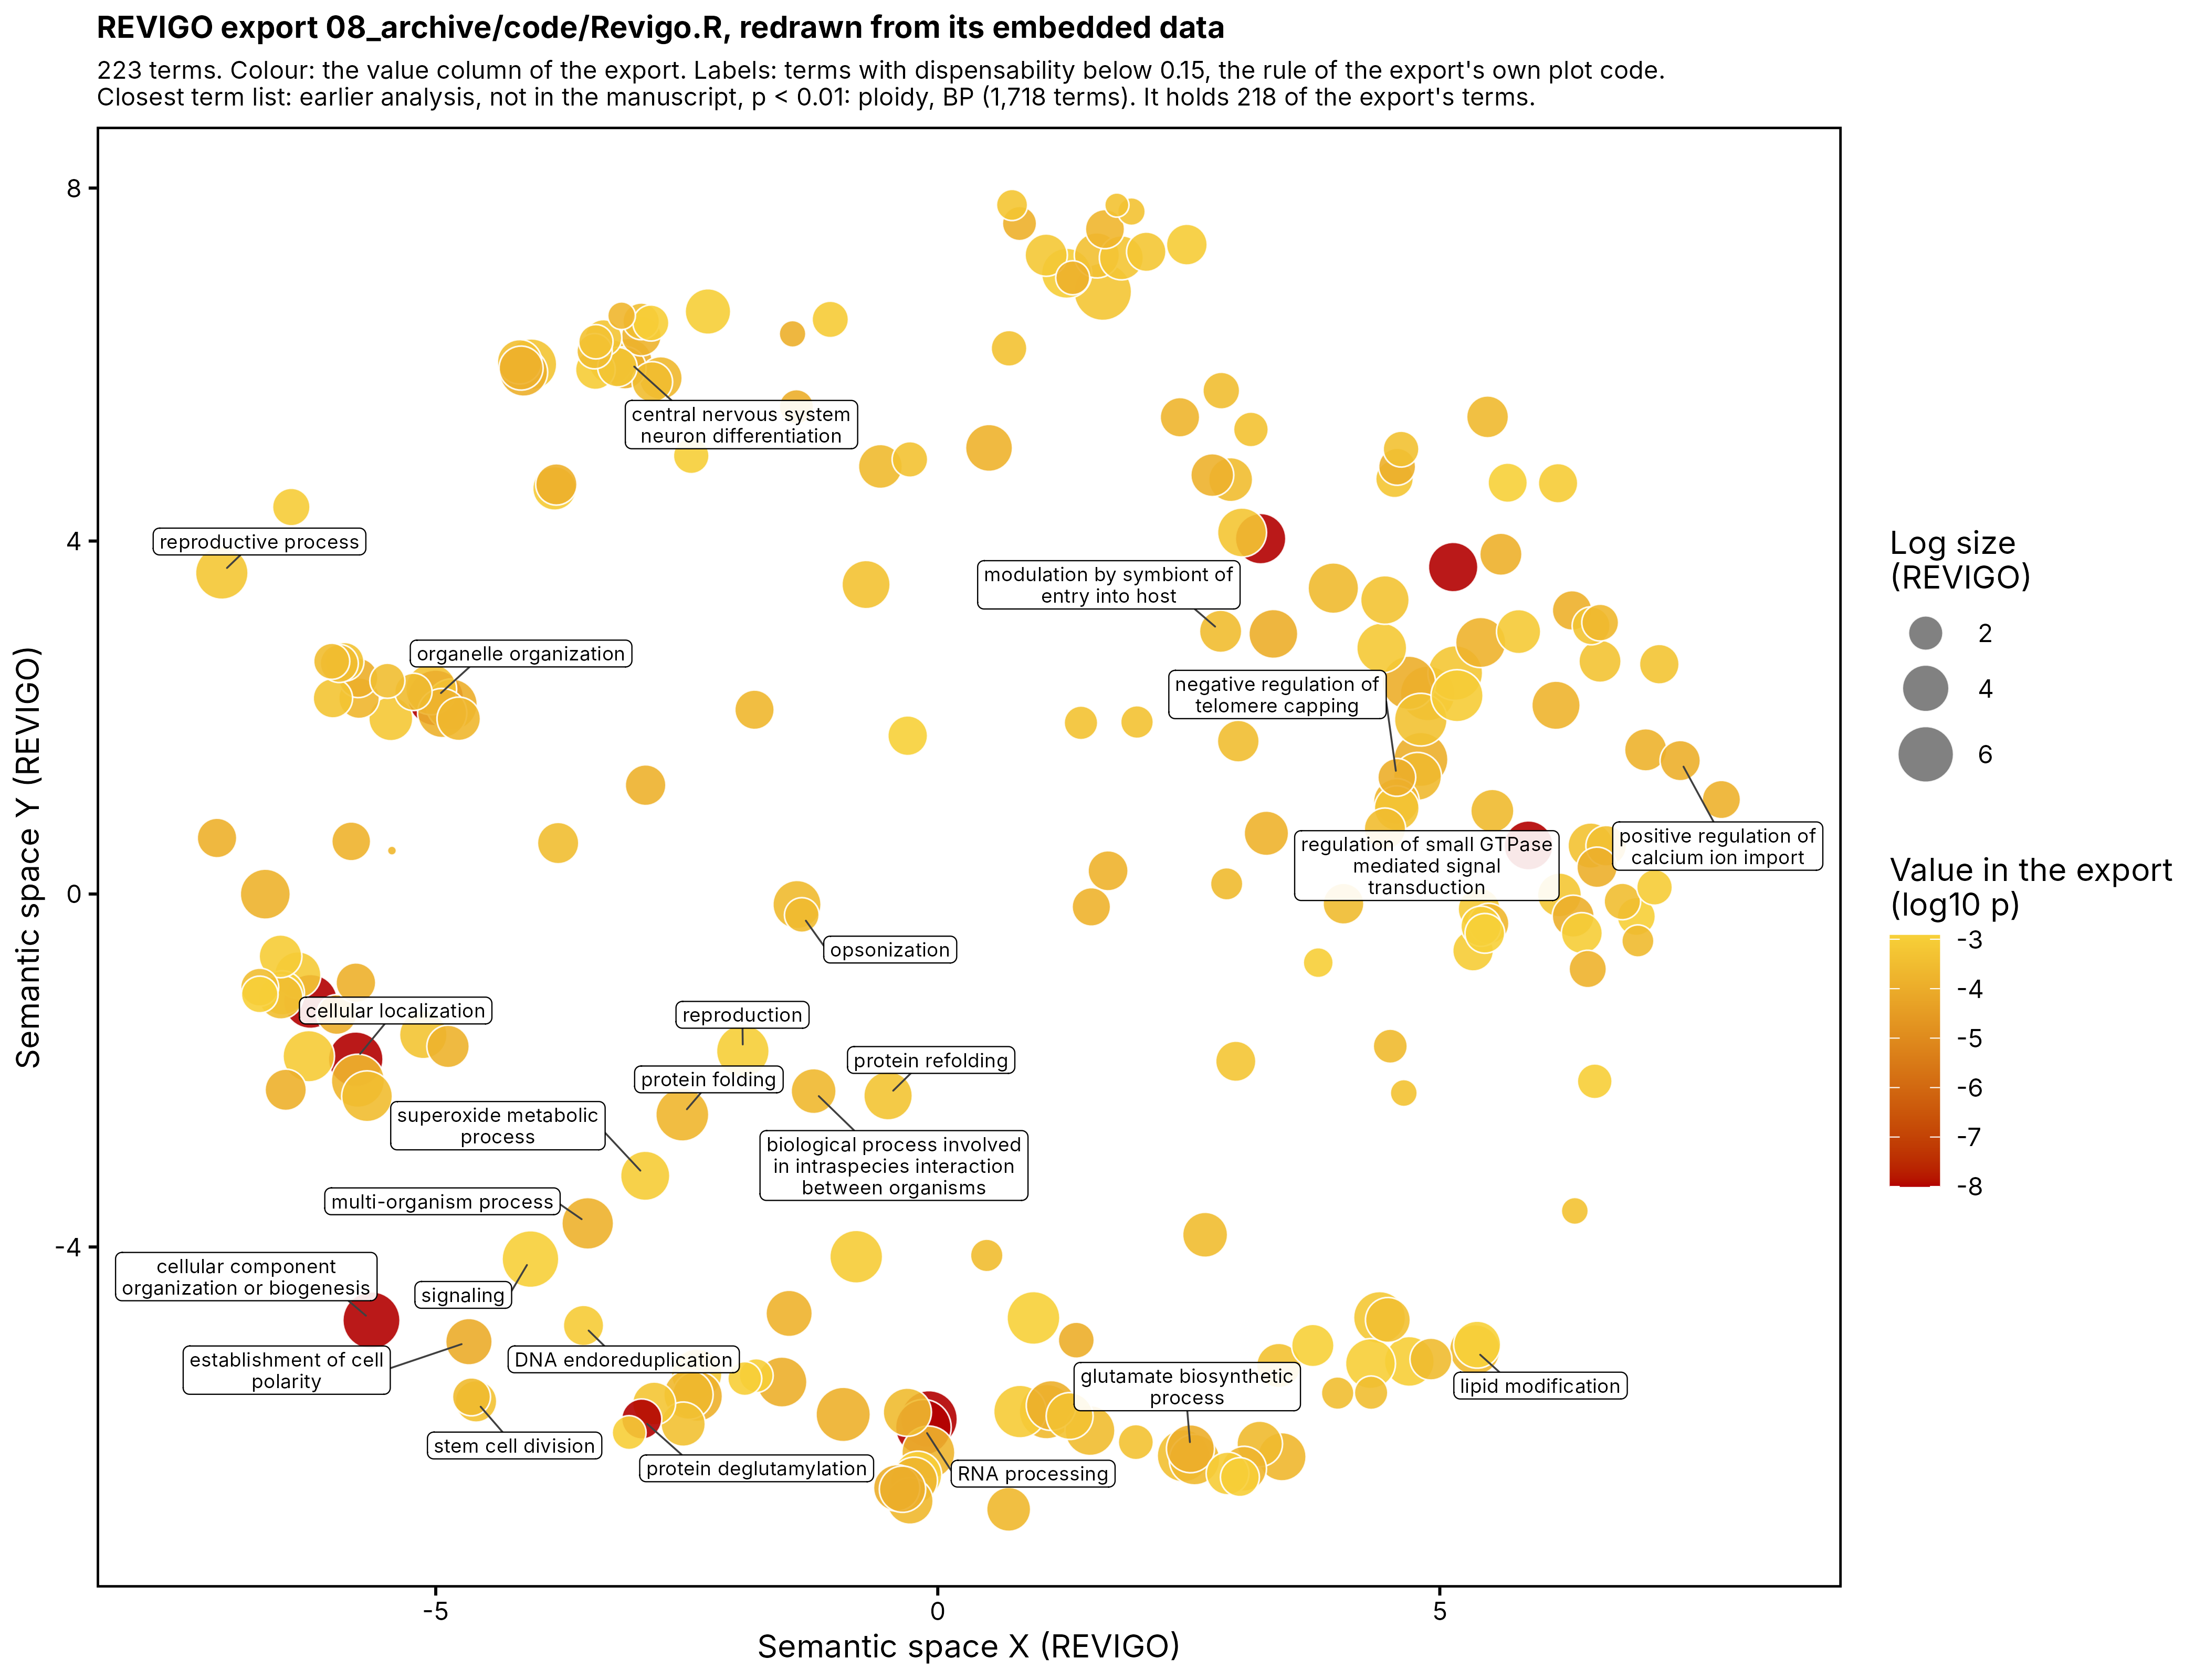 REVIGO export 08_archive/code/Revigo.R, redrawn from its embedded data
223 terms. Colour: the value column of the export. Labels: terms with dispensability below 0.15, the rule of the export's own plot code.
Closest term list: earlier analysis, not in the manuscript, p < 0.01: ploidy, BP (1,718 terms). It holds 218 of the export's terms.
Semantic space Y (REVIGO)
8
4
0
-4
central nervous system
neuron differentiation
reproductive process
modulation by symbiont of
entry into host
organelle organization
negative regulation of
telomere capping
regulation of small GTPase
mediated signal
transduction
positive regulation of
calcium ion import
opsonization
cellular localization
reproduction
protein refolding
protein folding
superoxide metabolic
process
biological process involved
in intraspecies interaction
between organisms
multi-organism process
cellular component
organization or biogenesis
signaling
establishment of cell
polarity
DNA endoreduplication
glutamate biosynthetic
process
lipid modification
stem cell division
protein deglutamylation
RNA processing
-5
0
5
Semantic space X (REVIGO)
Log size
(REVIGO)
2
4
6
Value in the export
(log10 p)
-3
-4
-5
-6
-7
-8